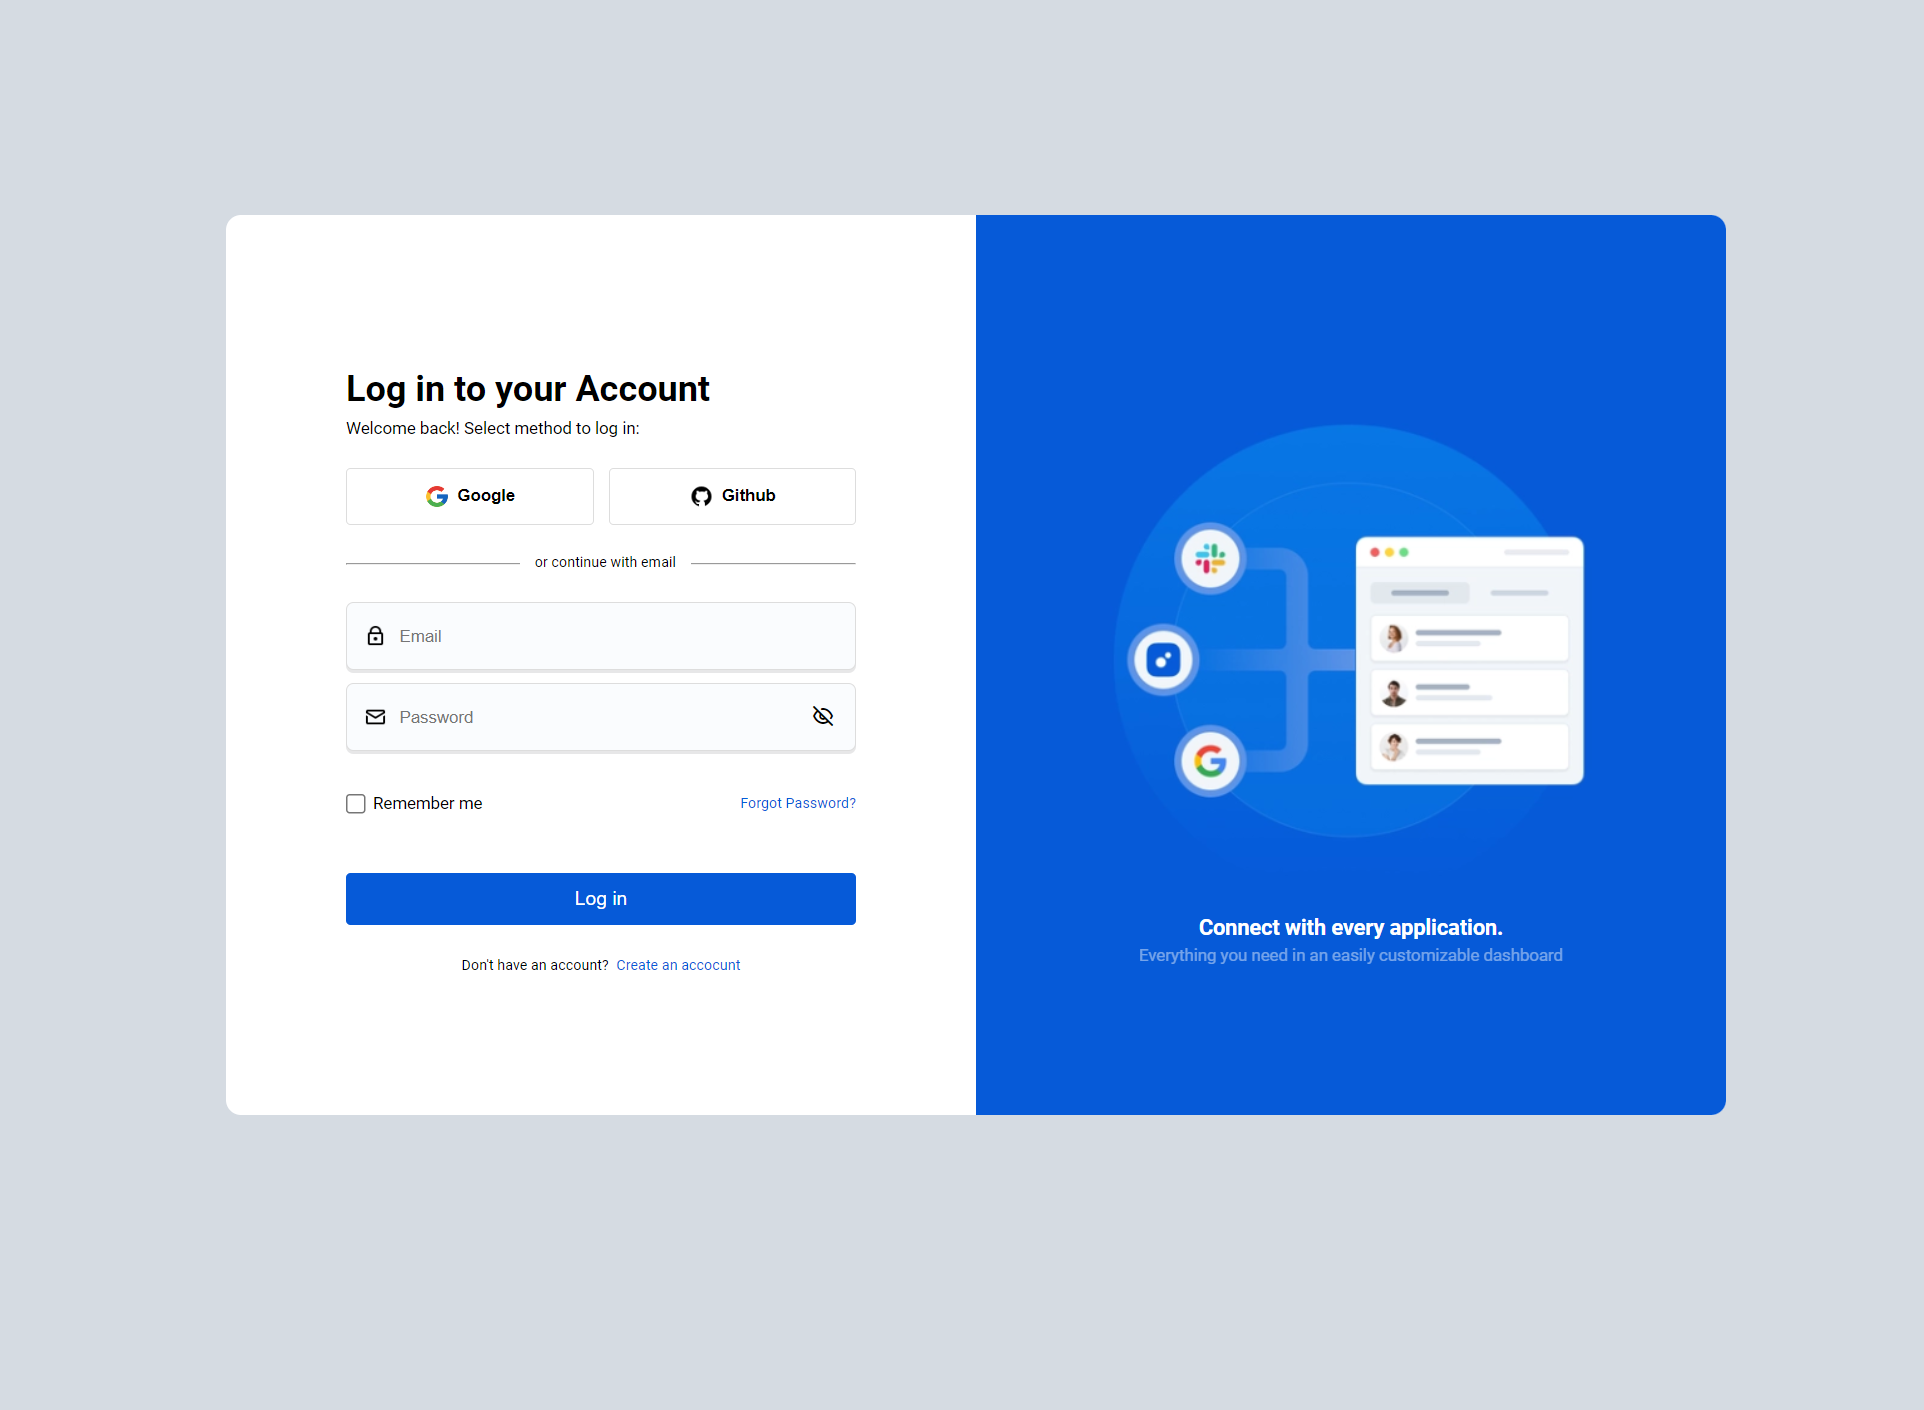 Log in to your Account
Welcome back! Select method to log in:
Google
Github
or continue with email
Email
Password
Remember me
Forgot Password?
Log in
Don't have an account? Create an accocunt
Connect with every application.
Everything you need in an easily customizable dashboard